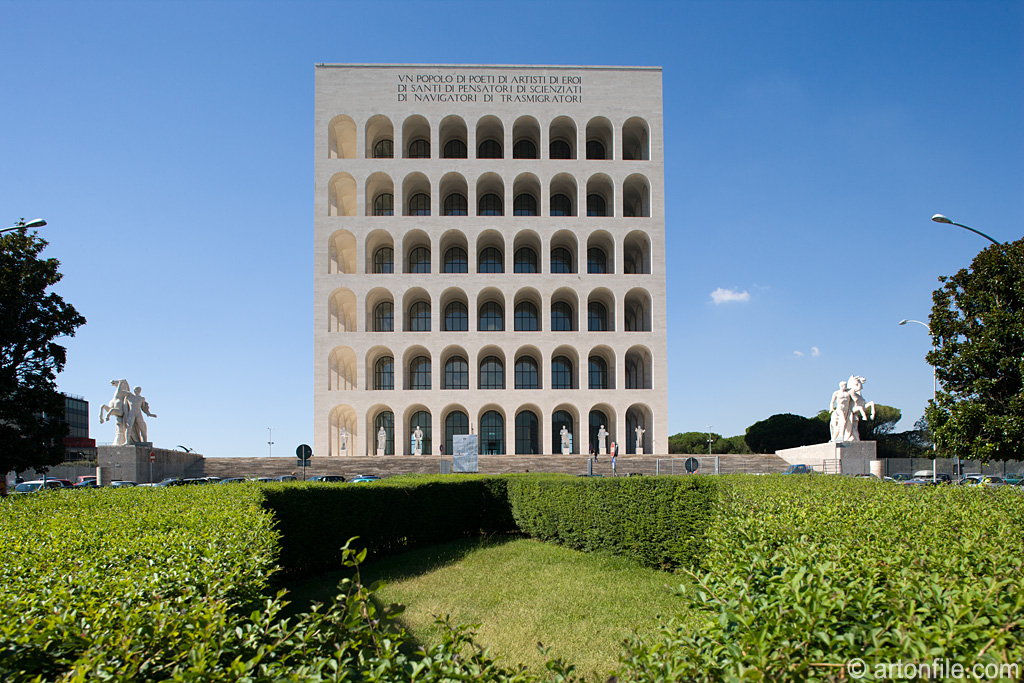 VN POPOLO DI POETI DI ARTISTI DI EROI
DI SANTI DI PENSATORI DI SCIENZIATI
DI NAVIGATORI DI TRASMIGRATORI
© artonfile.com